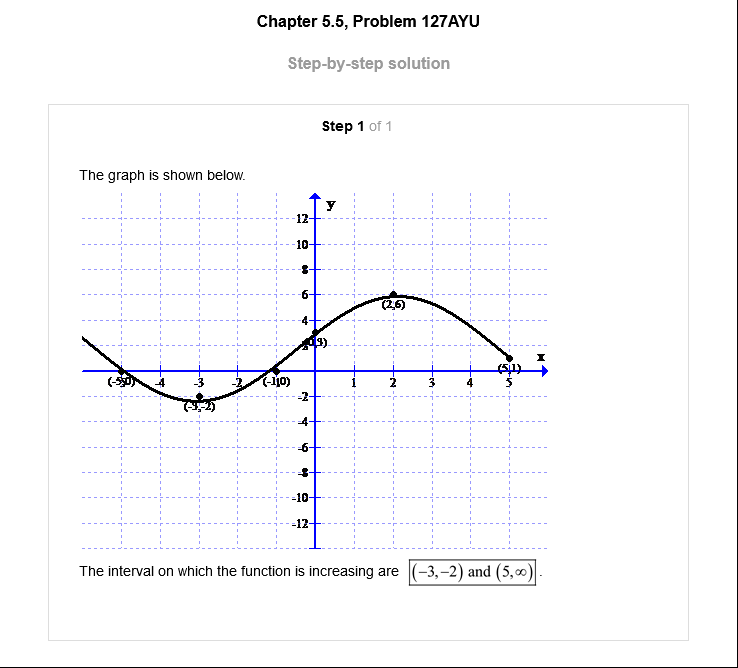 Chapter 5.5, Problem 127AYU
Step-by-step solution
Step 1 of 1
The graph is shown below.
y
12
10
8
6
(2,6)
4
2
(0,3)
x
(5,1)
(-5,0) -4 -3 -2 (-1,0) 1 2 3 4 5
-2
(-3,-2)
-4
-6
-8
-10
-12
The interval on which the function is increasing are (−3,−2) and (5,∞).